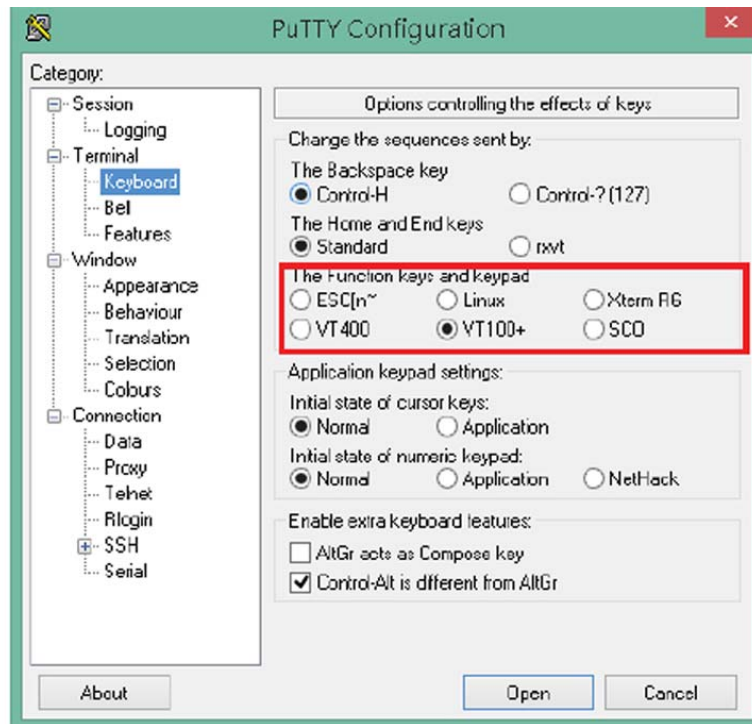 PuTTY Configuration
Category:
Session
Logging
Terminal
Keyboard
Bell
Features
Window
Appearance
Behaviour
Translation
Selection
Colours
Connection
Data
Proxy
Telnet
Rlogin
SSH
Serial
Options controlling the effects of keys
Change the sequences sent by:
The Backspace key
Control-H Control-? (127)
The Home and End keys
Standard rxvt
The Function keys and keypad
ESC[n~ Linux Xterm R6
VT400 VT100+ SCO
Application keypad settings:
Initial state of cursor keys:
Normal Application
Initial state of numeric keypad:
Normal Application NetHack
Enable extra keyboard features:
AltGr acts as Compose key
Control-Alt is different from AltGr
About Open Cancel